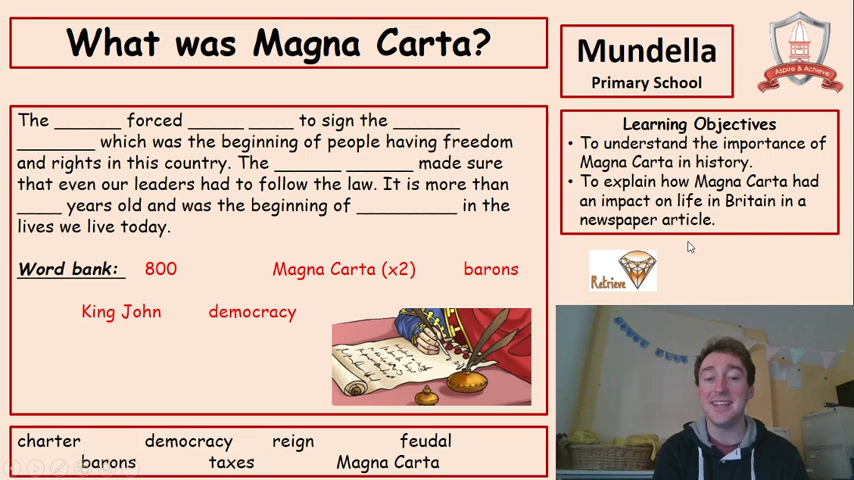 What was Magna Carta?
The _______ forced ______ _____ to sign the _______
________ which was the beginning of people having freedom
and rights in this country. The _______ _______ made sure
that even our leaders had to follow the law. It is more than
_____ years old and was the beginning of ___________ in the
lives we live today.
Word bank: 800 Magna Carta (x2) barons
King John democracy
charter democracy reign feudal
barons taxes Magna Carta
Mundella
Primary School
Aspire & Achieve
Learning Objectives
• To understand the importance of
Magna Carta in history.
• To explain how Magna Carta had
an impact on life in Britain in a
newspaper article.
Retrieve